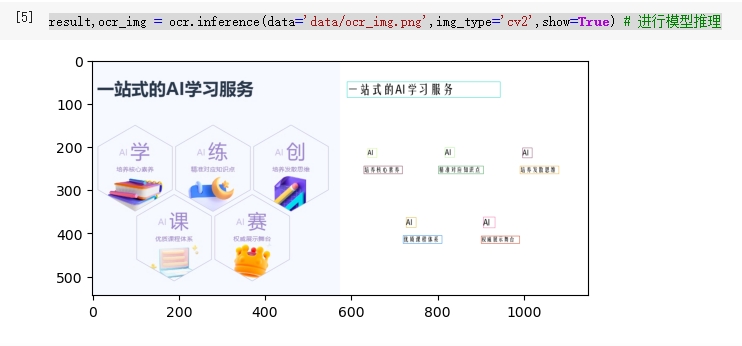 [5]
result,ocr_img = ocr.inference(data='data/ocr_img.png',img_type='cv2',show=True) # 进行模型推理
0
100
200
300
400
500
一站式的AI学习服务
一站式的AI学习服务
AI 学
AI 练
AI 创
培养核心素养
精准对应知识点
培养发散思维
AI
AI
AI
培养核心素养
精准对应知识点
培养发散思维
AI 课
AI 赛
优质课程体系
权威展示舞台
AI
AI
优质课程体系
权威展示舞台
0
200
400
600
800
1000